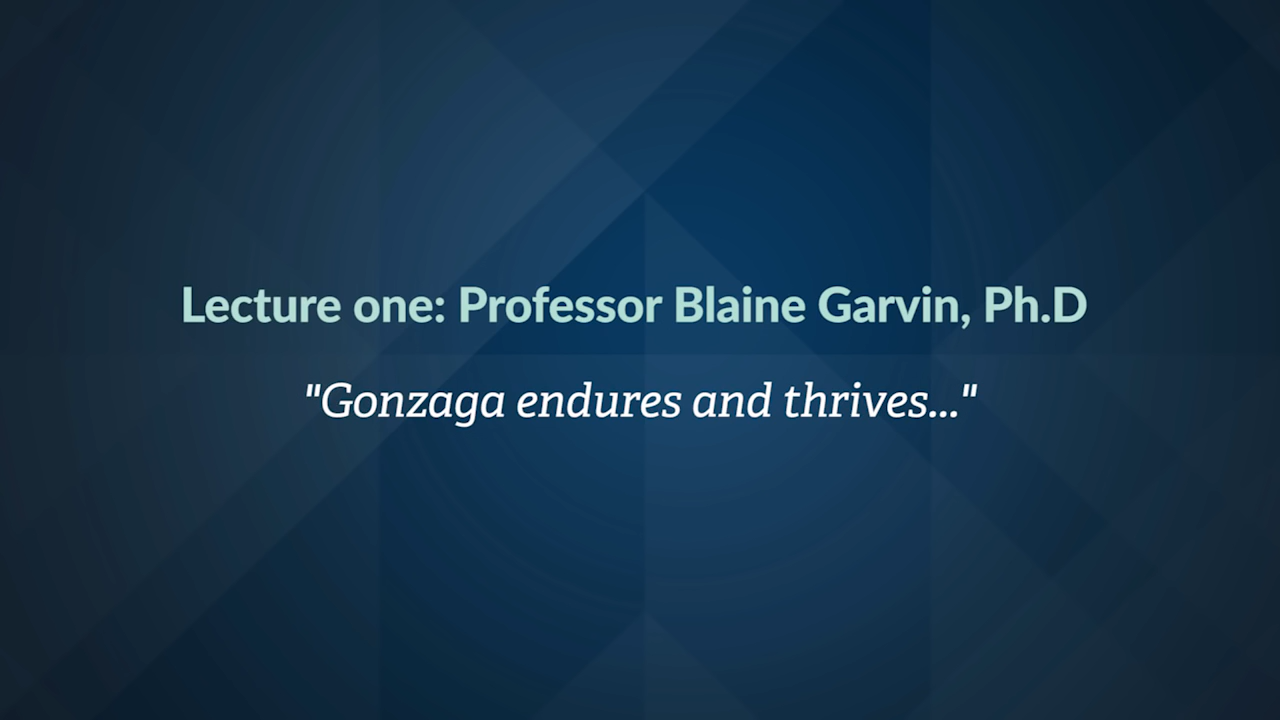 Lecture one: Professor Blaine Garvin, Ph.D
"Gonzaga endures and thrives..."